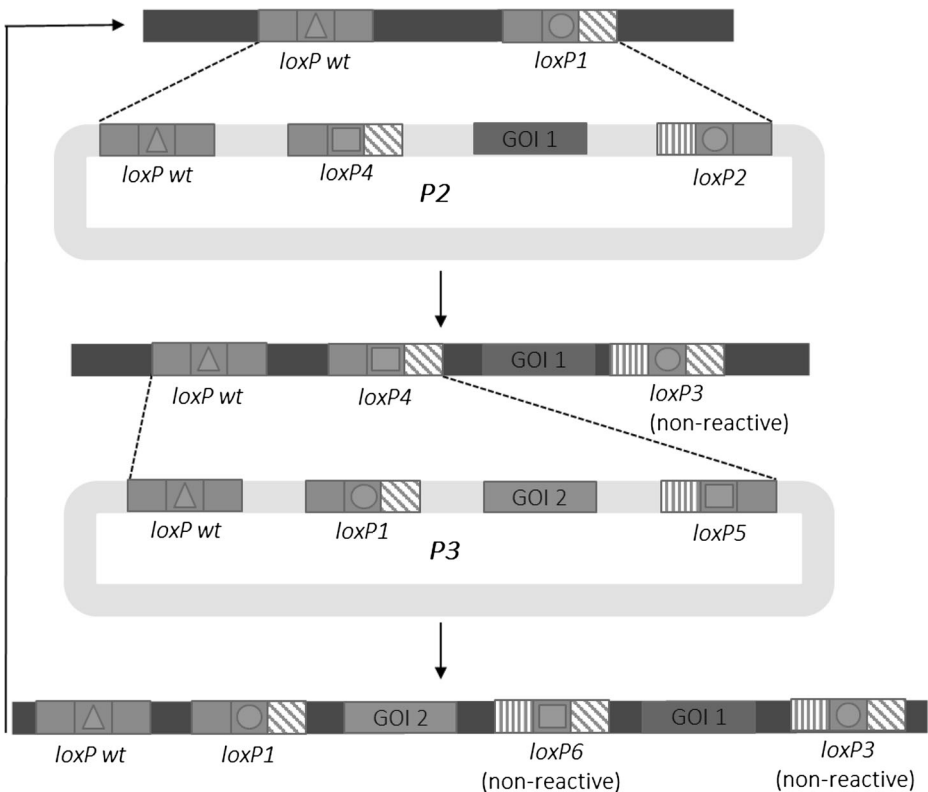 loxP wt loxP1
GOI 1
loxP wt loxP4 loxP2
P2
GOI 1
loxP wt loxP4 loxP3
(non-reactive)
GOI 2
loxP wt loxP1 loxP5
P3
GOI 2 GOI 1
loxP wt loxP1 loxP6 loxP3
(non-reactive) (non-reactive)